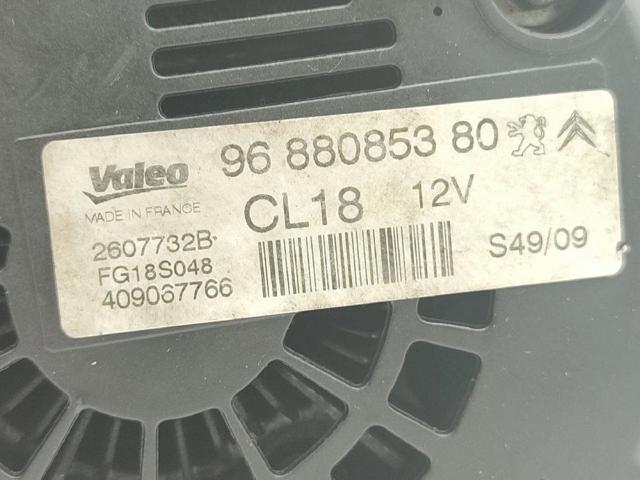 Valeo 96 880853 80
MADE IN FRANCE CL18 12V
2607732B
FG18S048 S49/09
409067766